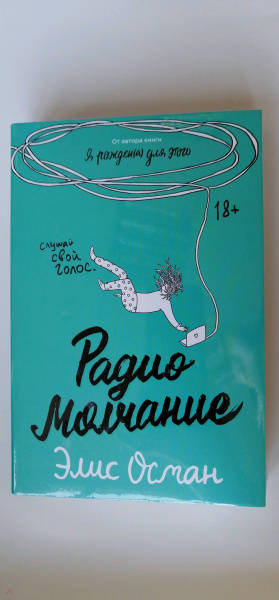 От автора книги
Я рожден(а) для этого
18+
слушай
свой
голос.
Радио
Молчание
Элис Осман